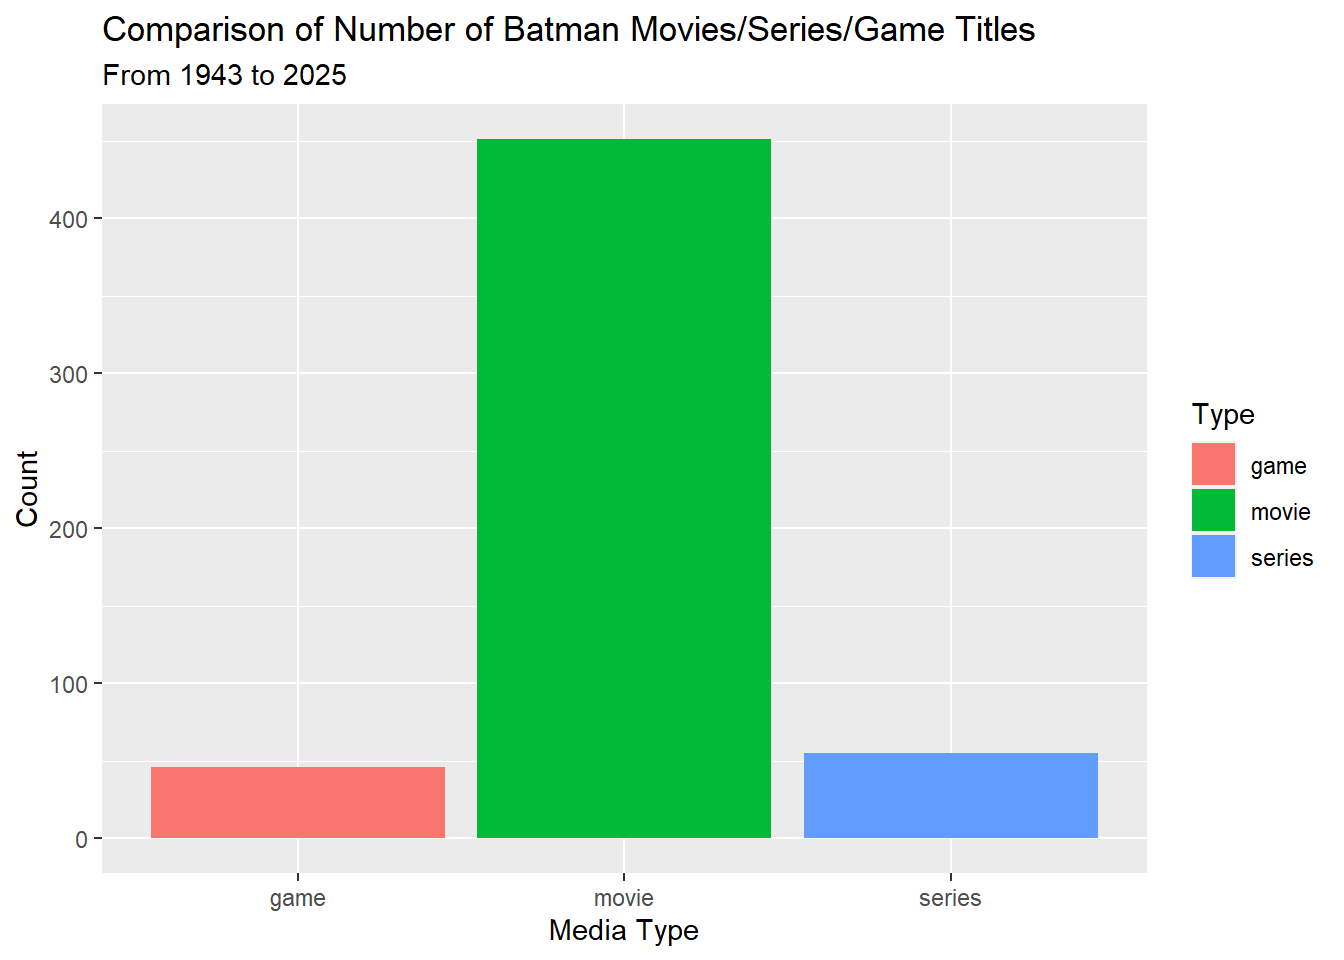 Comparison of Number of Batman Movies/Series/Game Titles
From 1943 to 2025
400
300
200
100
0
Count
game
movie
series
Media Type
Type
game
movie
series